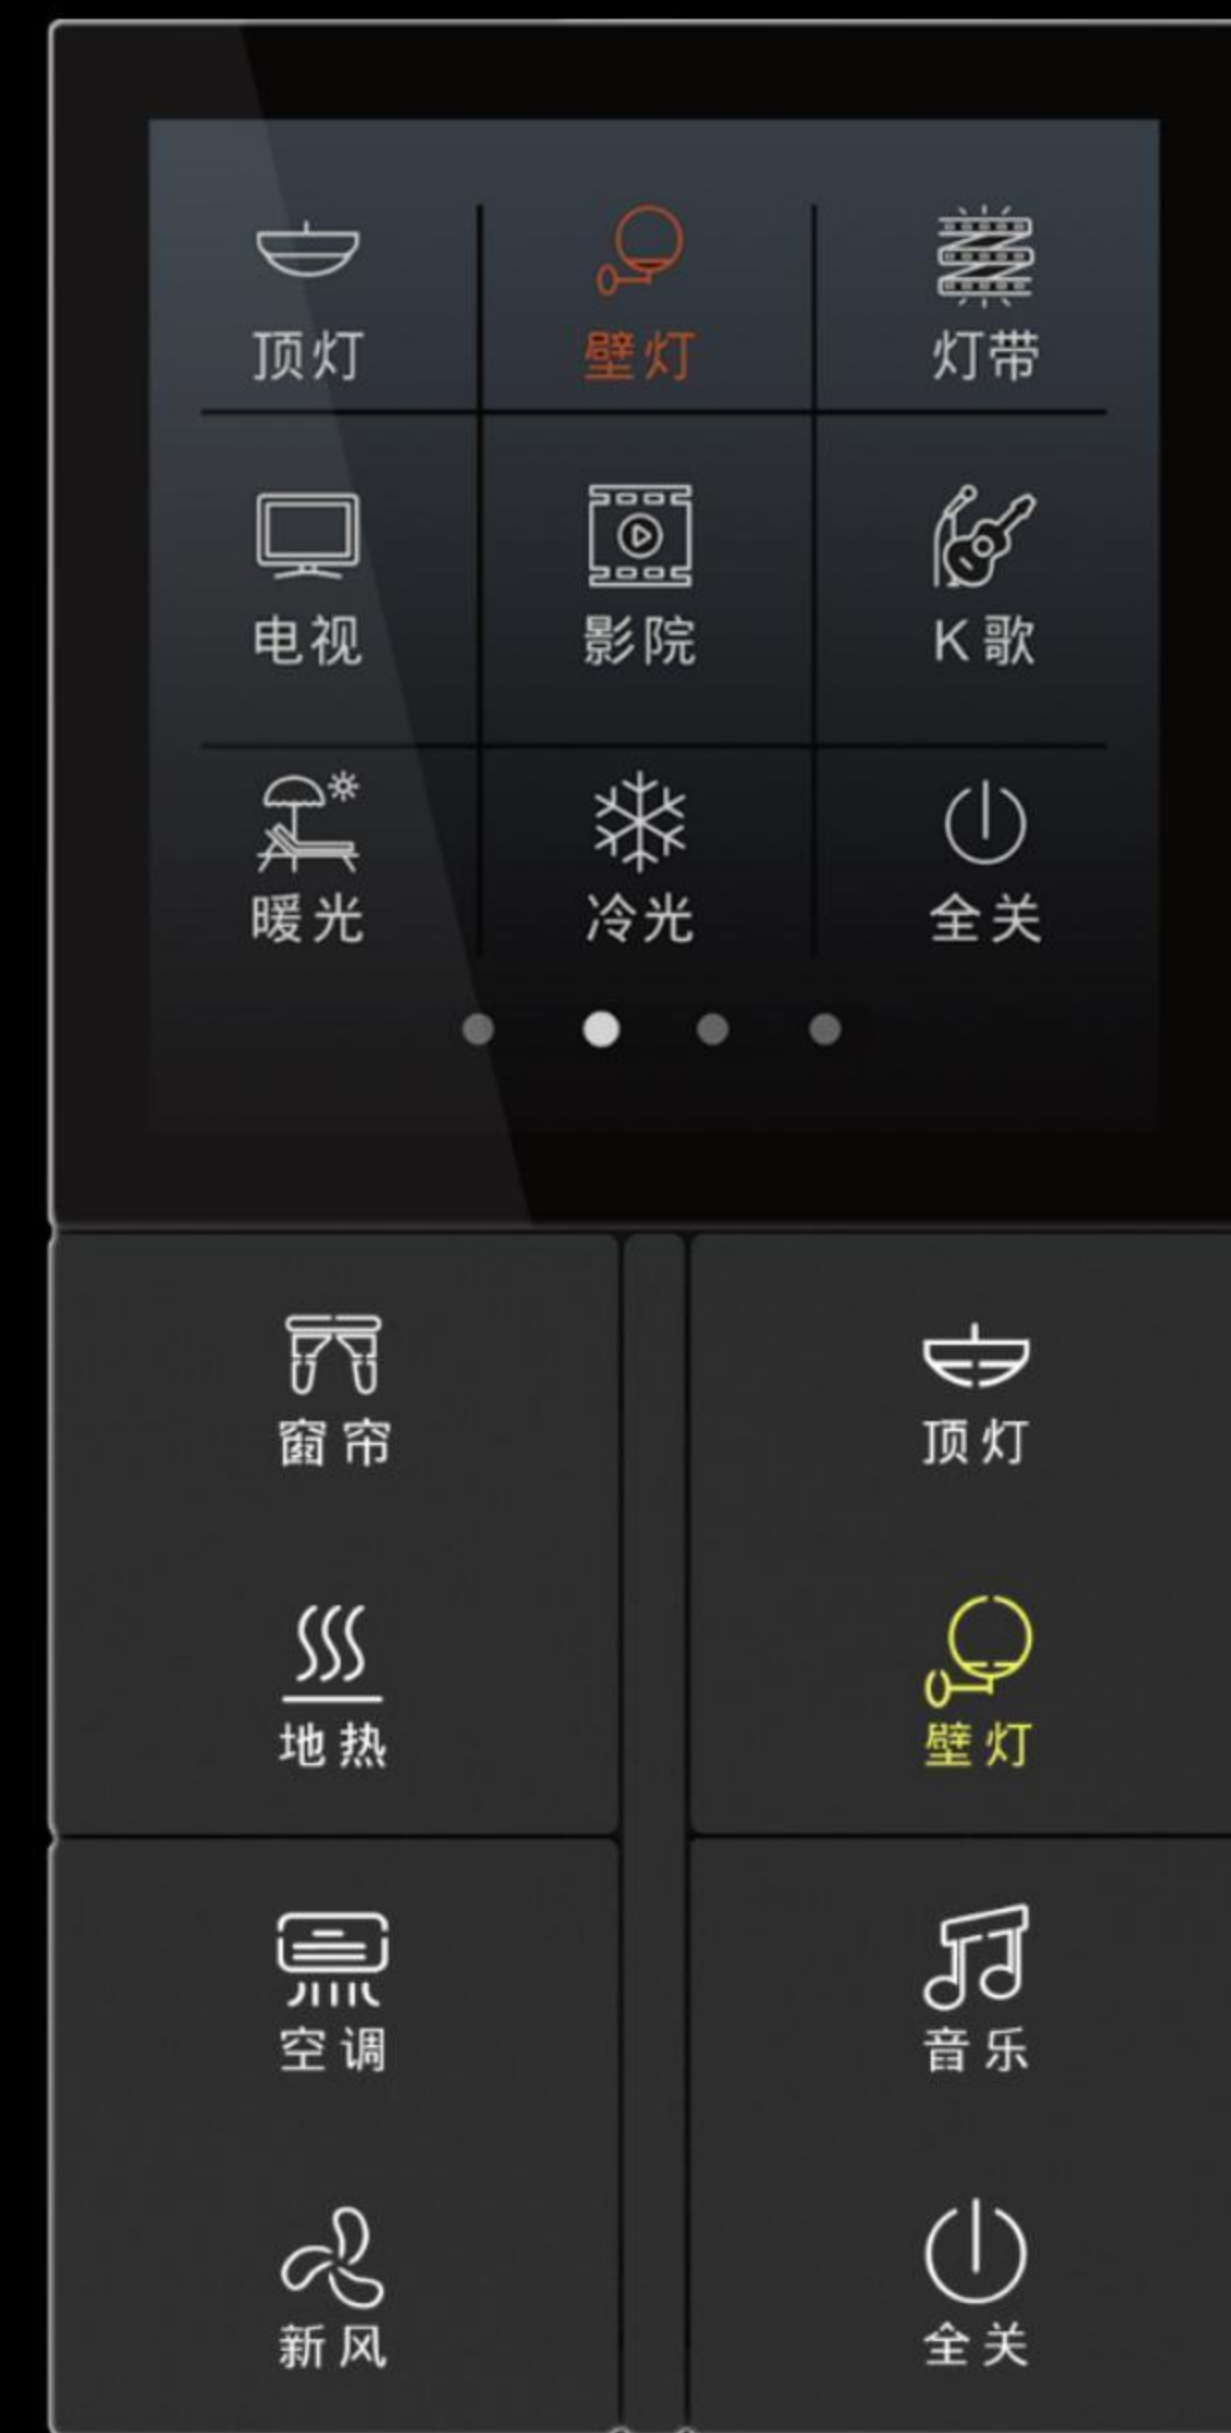 顶灯 壁灯 灯带
电视 影院 K歌
暖光 冷光 全关
窗帘 顶灯
地热 壁灯
空调 音乐
新风 全关